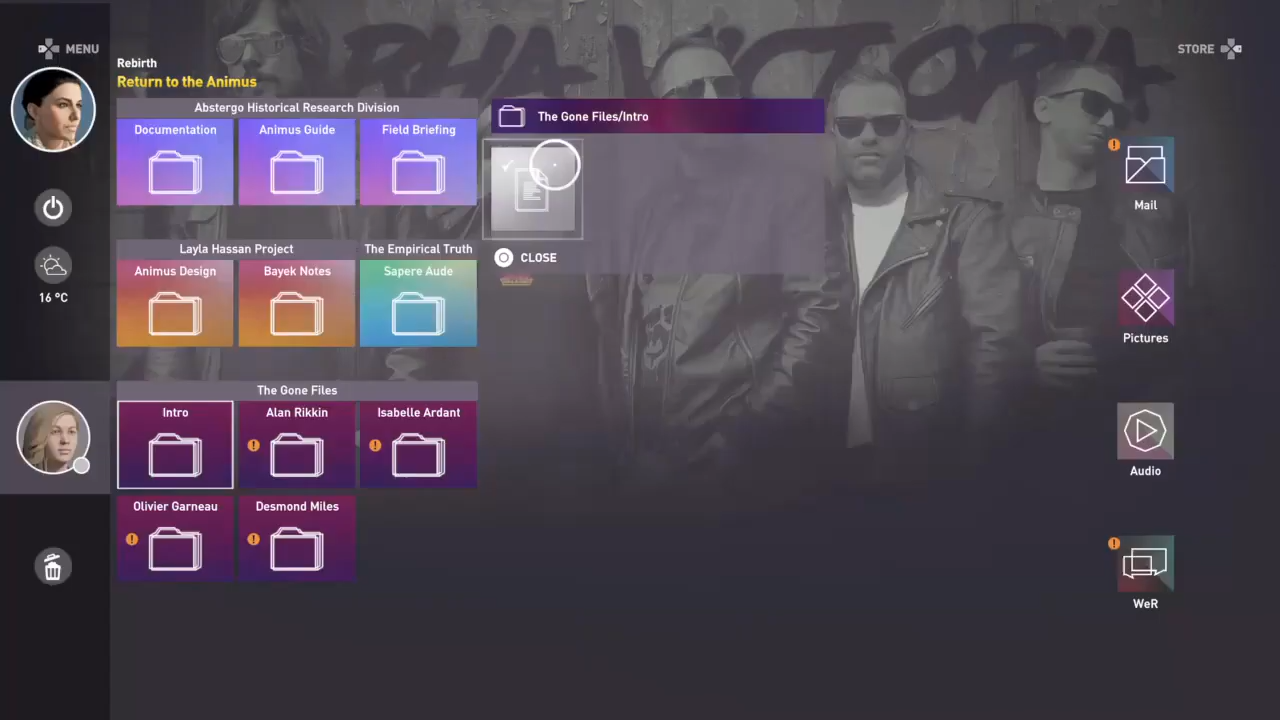 MENU
STORE
Rebirth
Return to the Animus
Abstergo Historical Research Division
Documentation
Animus Guide
Field Briefing
The Gone Files/Intro
CLOSE
Layla Hassan Project
The Empirical Truth
Animus Design
Bayek Notes
Sapere Aude
16 °C
The Gone Files
Intro
Alan Rikkin
Isabelle Ardant
Olivier Garneau
Desmond Miles
!
!
!
!
!
Mail
Pictures
Audio
!
WeR